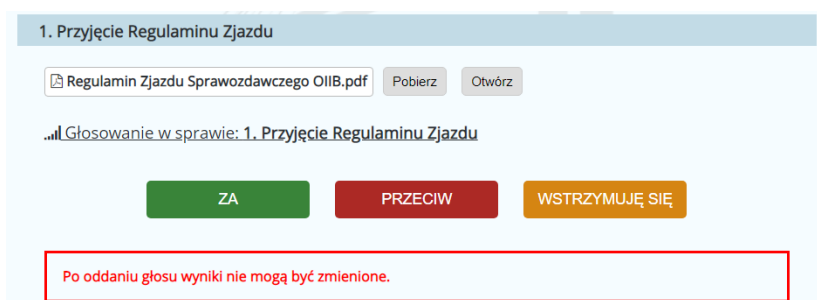 1. Przyjęcie Regulaminu Zjazdu
Regulamin Zjazdu Sprawozdawczego OIIB.pdf Pobierz Otwórz
Głosowanie w sprawie: 1. Przyjęcie Regulaminu Zjazdu
ZA PRZECIW WSTRZYMUJĘ SIĘ
Po oddaniu głosu wyniki nie mogą być zmienione.